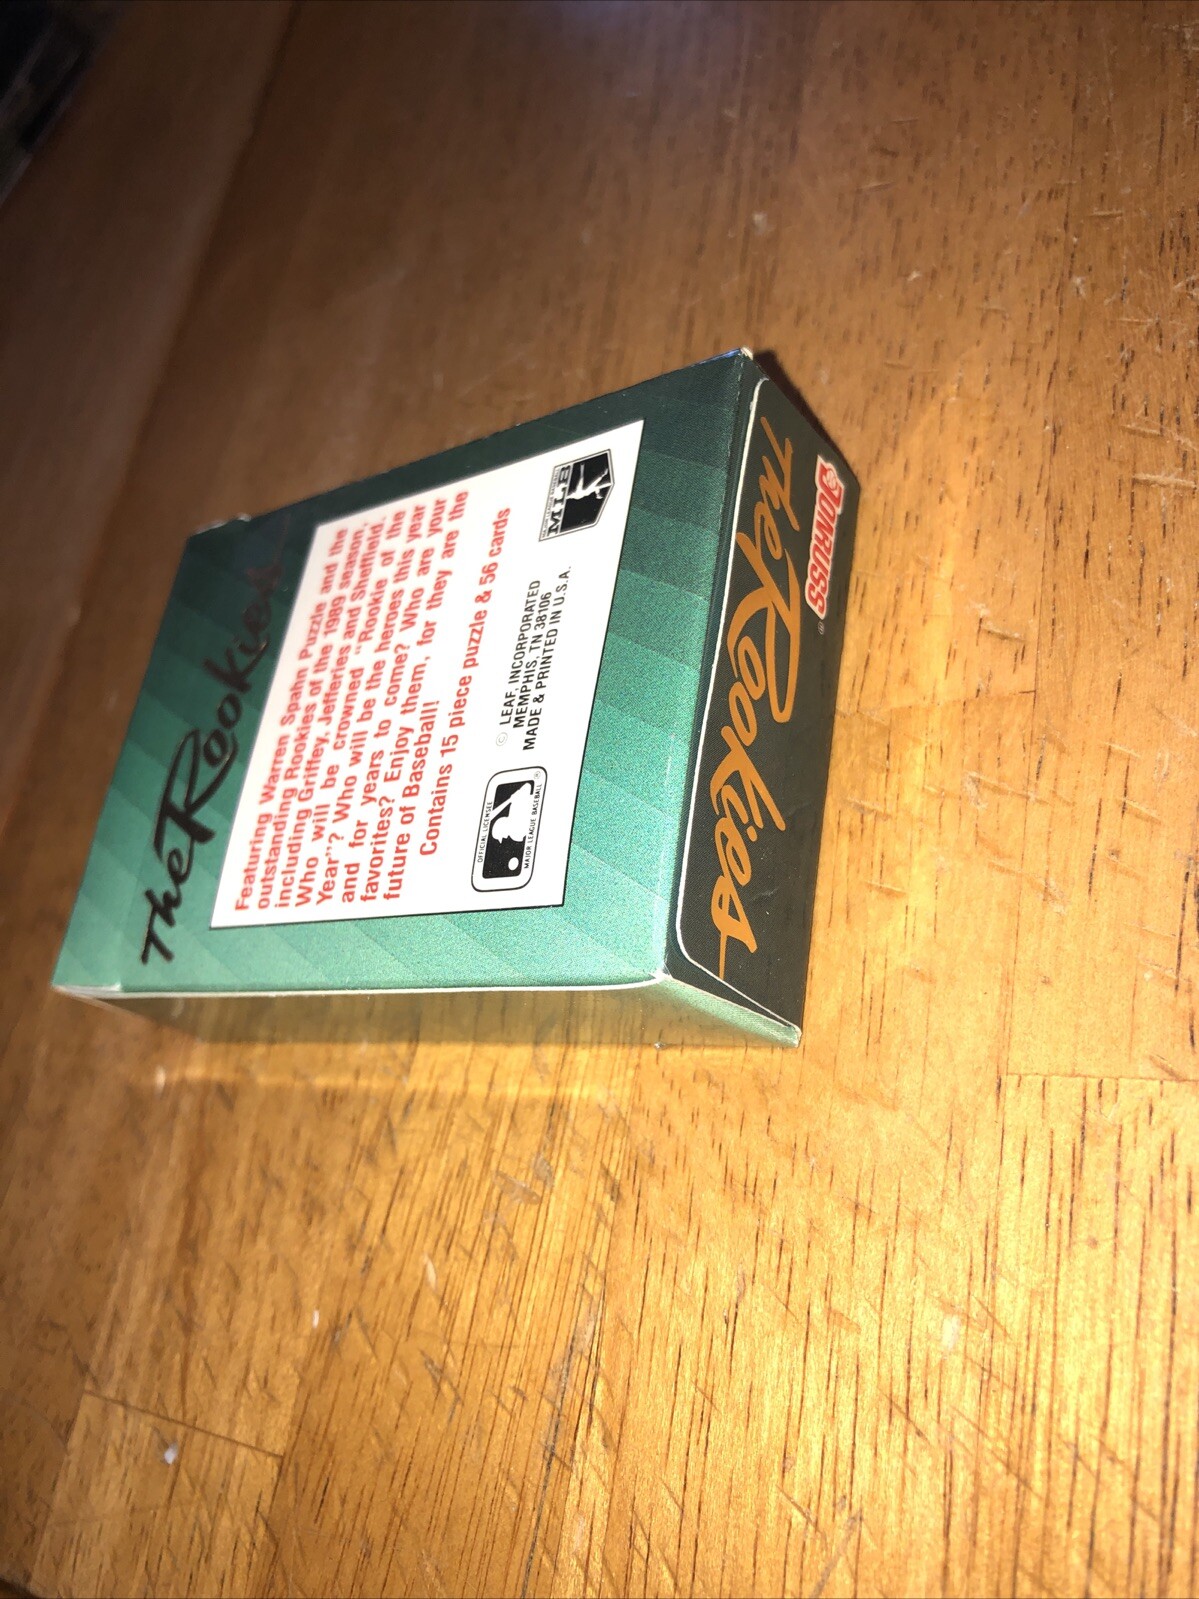 The Rookies
Featuring Warren Spahn Puzzle and the
outstanding Rookies of the 1989 season,
including Griffey, Jefferies and Sheffield.
Who will be crowned "Rookie of the
Year"? Who will be the heroes this year
and for years to come? Who are your
favorites? Enjoy them, for they are the
future of Baseball!
Contains 15 piece puzzle & 56 cards
© LEAF, INCORPORATED
MEMPHIS, TN 38106
MADE & PRINTED IN U.S.A.
OFFICIAL LICENSEE
MAJOR LEAGUE BASEBALL®
MLB
DONRUSS®
The Rookies